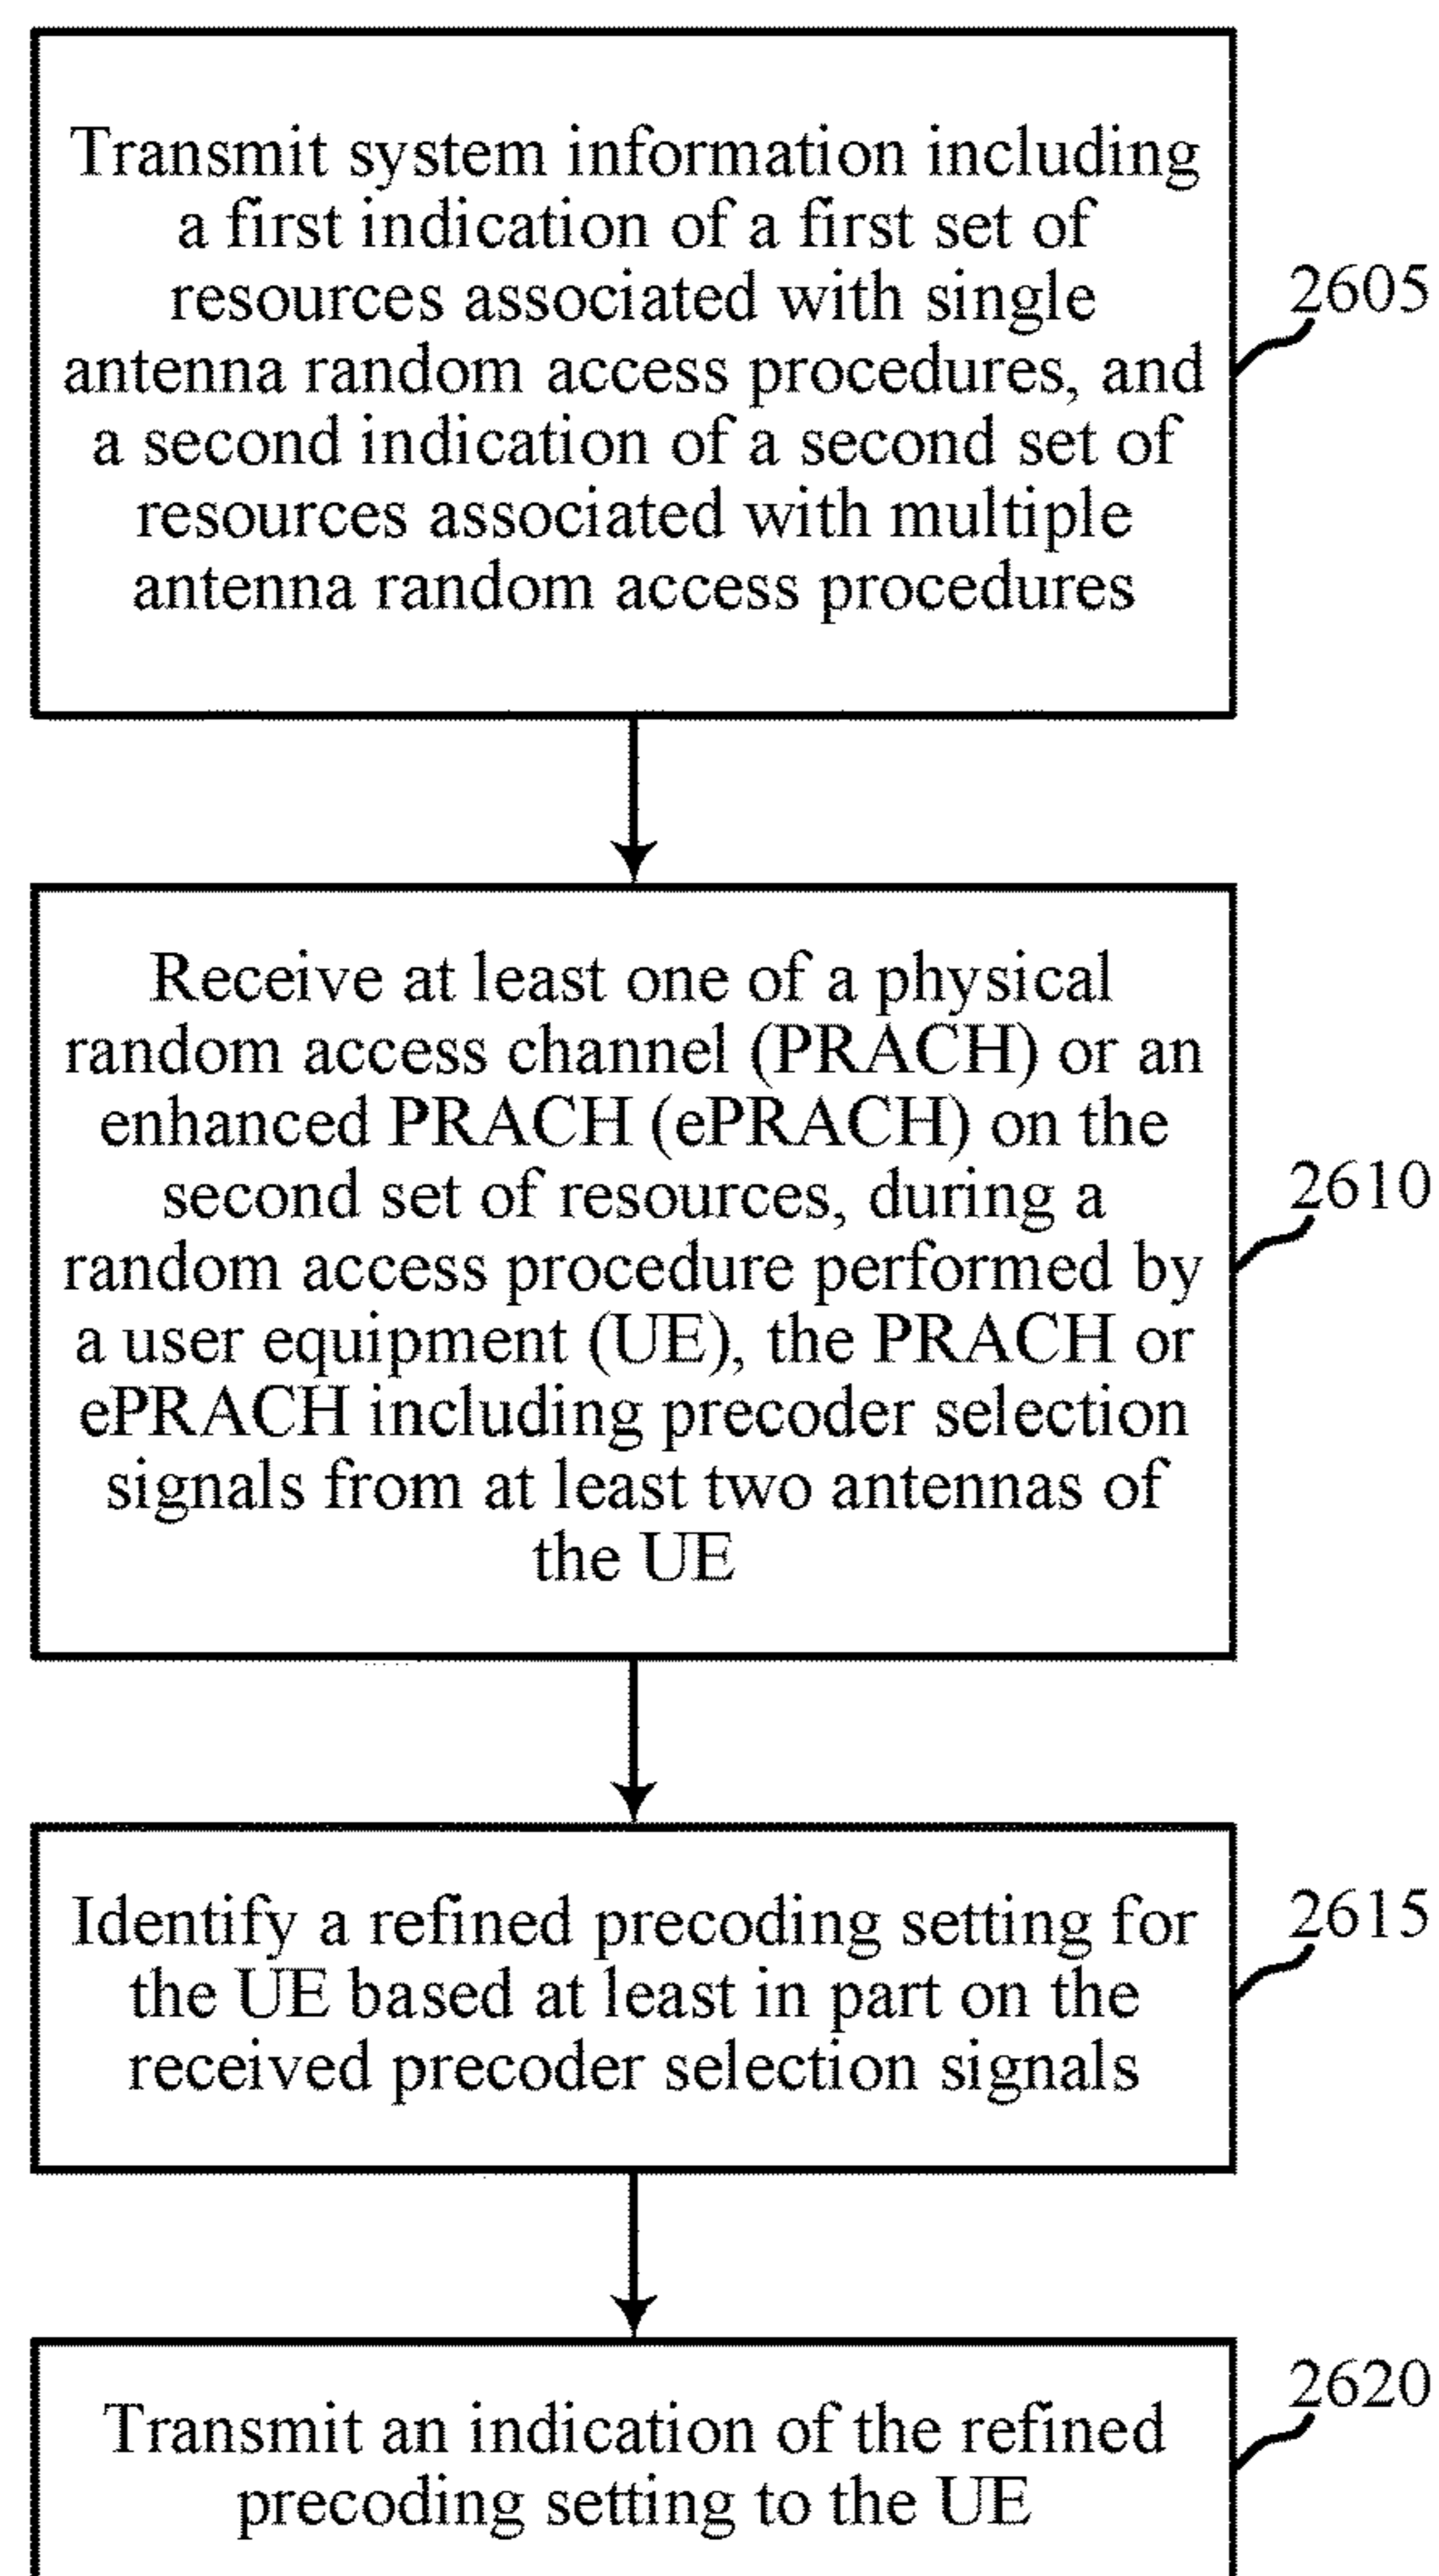 Transmit system information including
a first indication of a first set of
resources associated with single
antenna random access procedures, and
a second indication of a second set of
resources associated with multiple
antenna random access procedures
2605
Receive at least one of a physical
random access channel (PRACH) or an
enhanced PRACH (ePRACH) on the
second set of resources, during a
random access procedure performed by
a user equipment (UE), the PRACH or
ePRACH including precoder selection
signals from at least two antennas of
the UE
2610
Identify a refined precoding setting for
the UE based at least in part on the
received precoder selection signals
2615
Transmit an indication of the refined
precoding setting to the UE
2620